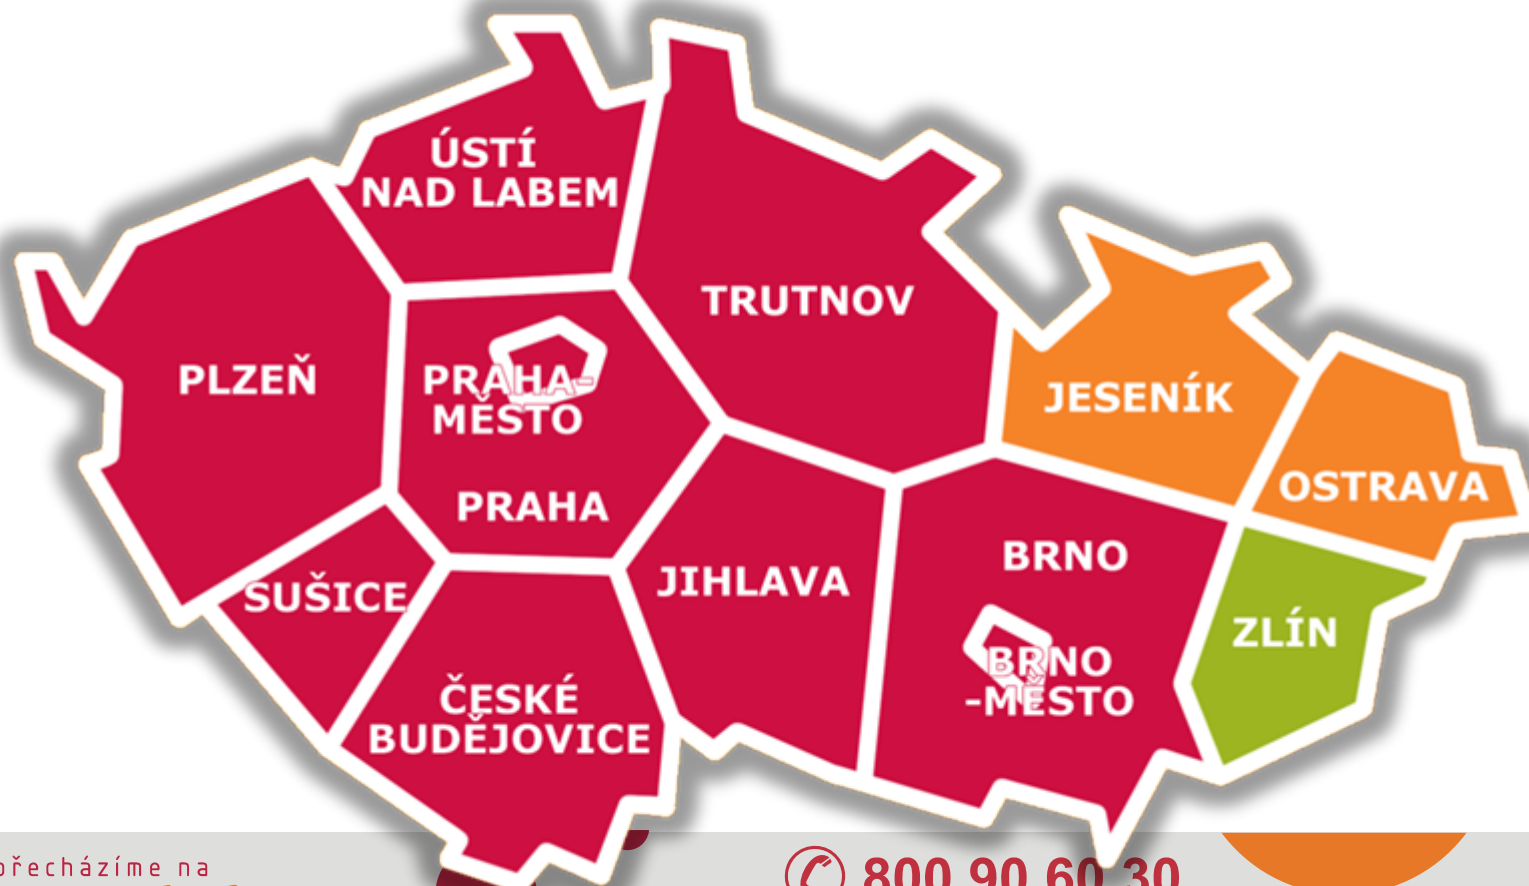 ÚSTÍ
NAD LABEM
TRUTNOV
PLZEŇ
PRAHA-
MĚSTO
JESENÍK
OSTRAVA
PRAHA
BRNO
JIHLAVA
SUŠICE
ZLÍN
BRNO
-MĚSTO
ČESKÉ
BUDĚJOVICE
přecházíme na
800 90 60 30